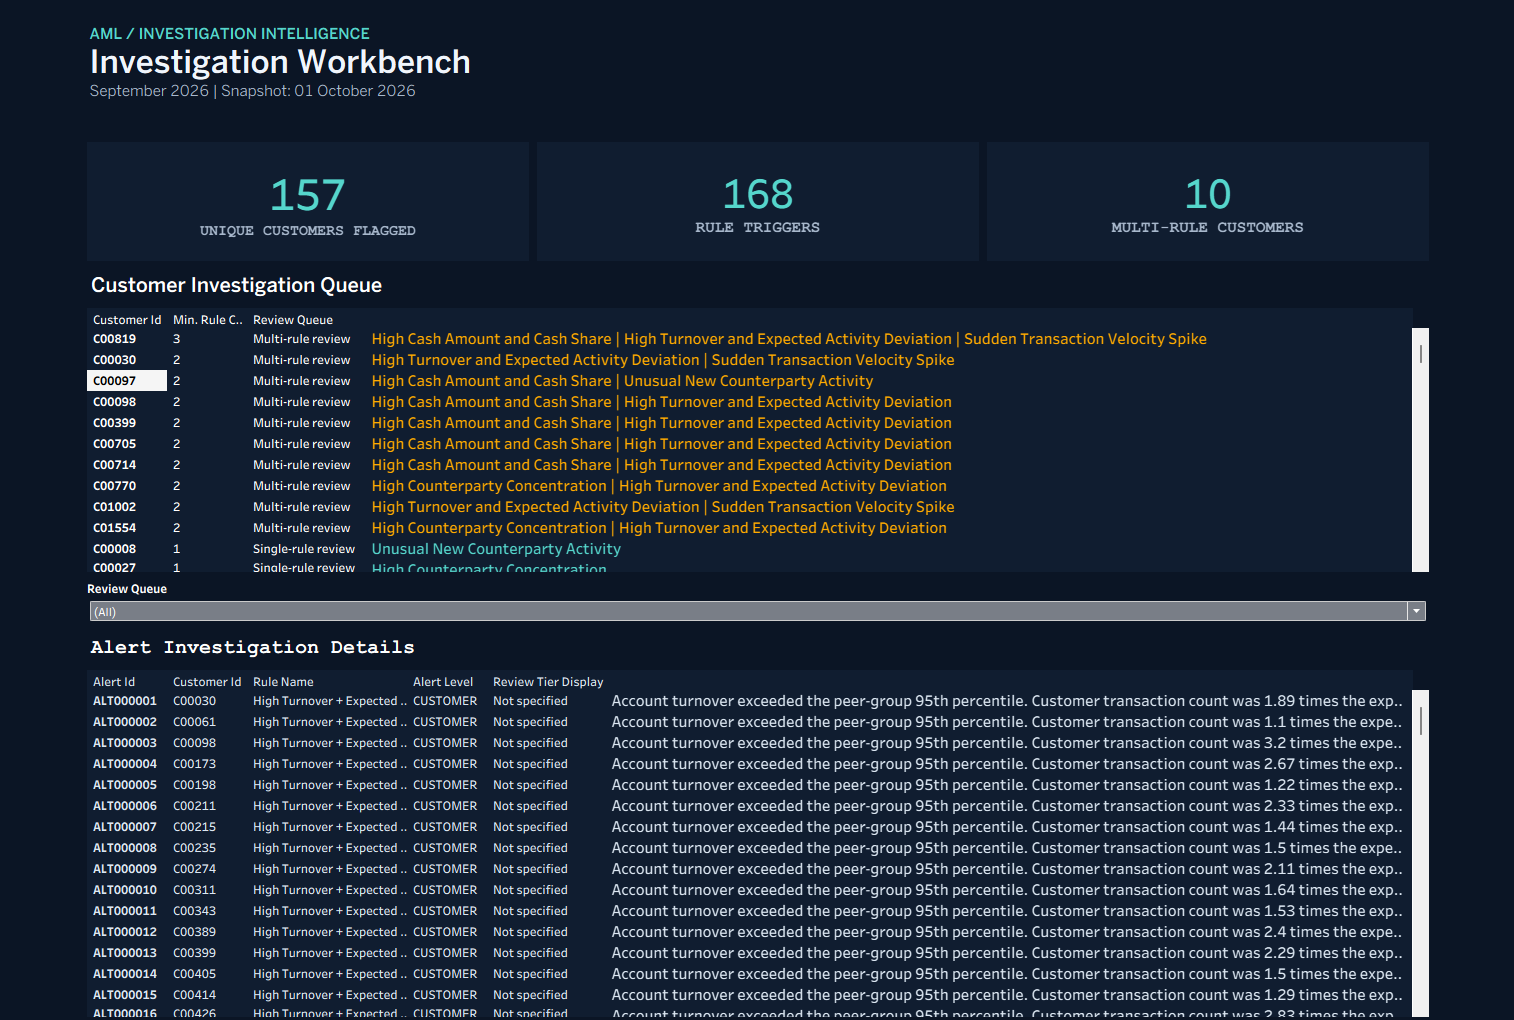 AML / INVESTIGATION INTELLIGENCE
Investigation Workbench
September 2026 | Snapshot: 01 October 2026
157
UNIQUE CUSTOMERS FLAGGED
168
RULE TRIGGERS
10
MULTI-RULE CUSTOMERS
Customer Investigation Queue
Customer Id Min. Rule C.. Review Queue
C00819 3 Multi-rule review High Cash Amount and Cash Share | High Turnover and Expected Activity Deviation | Sudden Transaction Velocity Spike
C00030 2 Multi-rule review High Turnover and Expected Activity Deviation | Sudden Transaction Velocity Spike
C00097 2 Multi-rule review High Cash Amount and Cash Share | Unusual New Counterparty Activity
C00098 2 Multi-rule review High Cash Amount and Cash Share | High Turnover and Expected Activity Deviation
C00399 2 Multi-rule review High Cash Amount and Cash Share | High Turnover and Expected Activity Deviation
C00705 2 Multi-rule review High Cash Amount and Cash Share | High Turnover and Expected Activity Deviation
C00714 2 Multi-rule review High Cash Amount and Cash Share | High Turnover and Expected Activity Deviation
C00770 2 Multi-rule review High Counterparty Concentration | High Turnover and Expected Activity Deviation
C01002 2 Multi-rule review High Turnover and Expected Activity Deviation | Sudden Transaction Velocity Spike
C01554 2 Multi-rule review High Counterparty Concentration | High Turnover and Expected Activity Deviation
C00008 1 Single-rule review Unusual New Counterparty Activity
C00027 1 Single-rule review High Counterparty Concentration
Review Queue
(All)
Alert Investigation Details
Alert Id Customer Id Rule Name Alert Level Review Tier Display
ALT000001 C00030 High Turnover + Expected .. CUSTOMER Not specified Account turnover exceeded the peer-group 95th percentile. Customer transaction count was 1.89 times the exp..
ALT000002 C00061 High Turnover + Expected .. CUSTOMER Not specified Account turnover exceeded the peer-group 95th percentile. Customer transaction count was 1.1 times the expe..
ALT000003 C00098 High Turnover + Expected .. CUSTOMER Not specified Account turnover exceeded the peer-group 95th percentile. Customer transaction count was 3.2 times the expe..
ALT000004 C00173 High Turnover + Expected .. CUSTOMER Not specified Account turnover exceeded the peer-group 95th percentile. Customer transaction count was 2.67 times the exp..
ALT000005 C00198 High Turnover + Expected .. CUSTOMER Not specified Account turnover exceeded the peer-group 95th percentile. Customer transaction count was 1.22 times the exp..
ALT000006 C00211 High Turnover + Expected .. CUSTOMER Not specified Account turnover exceeded the peer-group 95th percentile. Customer transaction count was 2.33 times the exp..
ALT000007 C00215 High Turnover + Expected .. CUSTOMER Not specified Account turnover exceeded the peer-group 95th percentile. Customer transaction count was 1.44 times the exp..
ALT000008 C00235 High Turnover + Expected .. CUSTOMER Not specified Account turnover exceeded the peer-group 95th percentile. Customer transaction count was 1.5 times the expe..
ALT000009 C00274 High Turnover + Expected .. CUSTOMER Not specified Account turnover exceeded the peer-group 95th percentile. Customer transaction count was 2.11 times the exp..
ALT000010 C00311 High Turnover + Expected .. CUSTOMER Not specified Account turnover exceeded the peer-group 95th percentile. Customer transaction count was 1.64 times the exp..
ALT000011 C00343 High Turnover + Expected .. CUSTOMER Not specified Account turnover exceeded the peer-group 95th percentile. Customer transaction count was 1.53 times the exp..
ALT000012 C00389 High Turnover + Expected .. CUSTOMER Not specified Account turnover exceeded the peer-group 95th percentile. Customer transaction count was 2.4 times the expe..
ALT000013 C00399 High Turnover + Expected .. CUSTOMER Not specified Account turnover exceeded the peer-group 95th percentile. Customer transaction count was 2.29 times the exp..
ALT000014 C00405 High Turnover + Expected .. CUSTOMER Not specified Account turnover exceeded the peer-group 95th percentile. Customer transaction count was 1.5 times the expe..
ALT000015 C00414 High Turnover + Expected .. CUSTOMER Not specified Account turnover exceeded the peer-group 95th percentile. Customer transaction count was 1.29 times the exp..
ALT000016 C00426 High Turnover + Expected .. CUSTOMER Not specified Account turnover exceeded the peer-group 95th percentile. Customer transaction count was 2.83 times the exp..